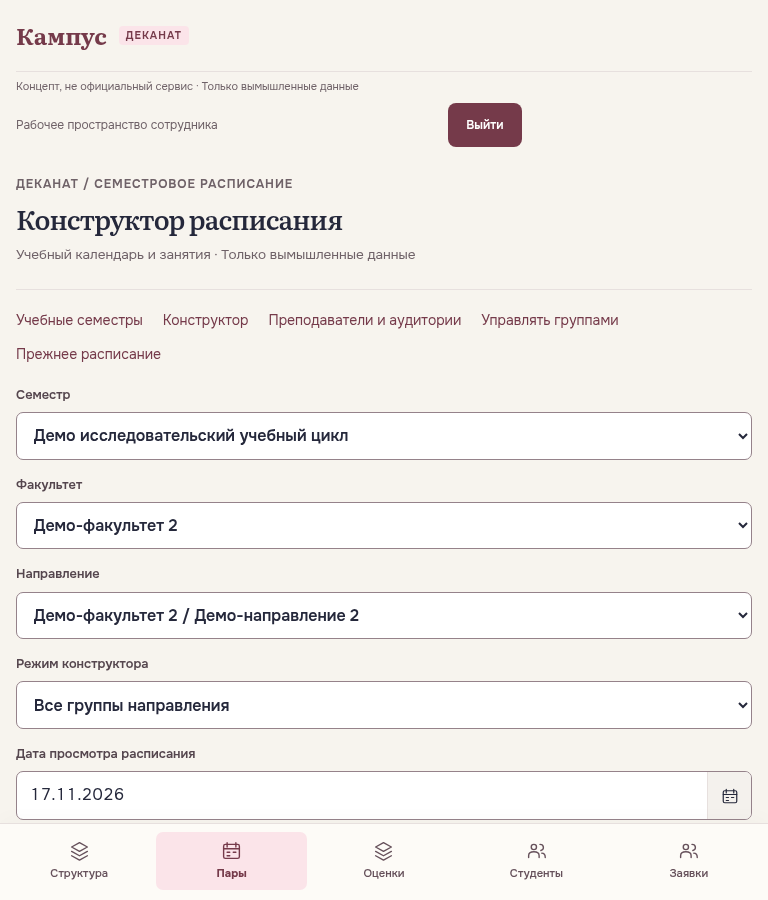 Кампус ДЕКАНАТ
Концепт, не официальный сервис · Только вымышленные данные
Рабочее пространство сотрудника Выйти
ДЕКАНАТ / СЕМЕСТРОВОЕ РАСПИСАНИЕ
Конструктор расписания
Учебный календарь и занятия · Только вымышленные данные
Учебные семестры Конструктор Преподаватели и аудитории Управлять группами
Прежнее расписание
Семестр
Демо исследовательский учебный цикл
Факультет
Демо-факультет 2
Направление
Демо-факультет 2 / Демо-направление 2
Режим конструктора
Все группы направления
Дата просмотра расписания
17.11.2026
Структура Пары Оценки Студенты Заявки